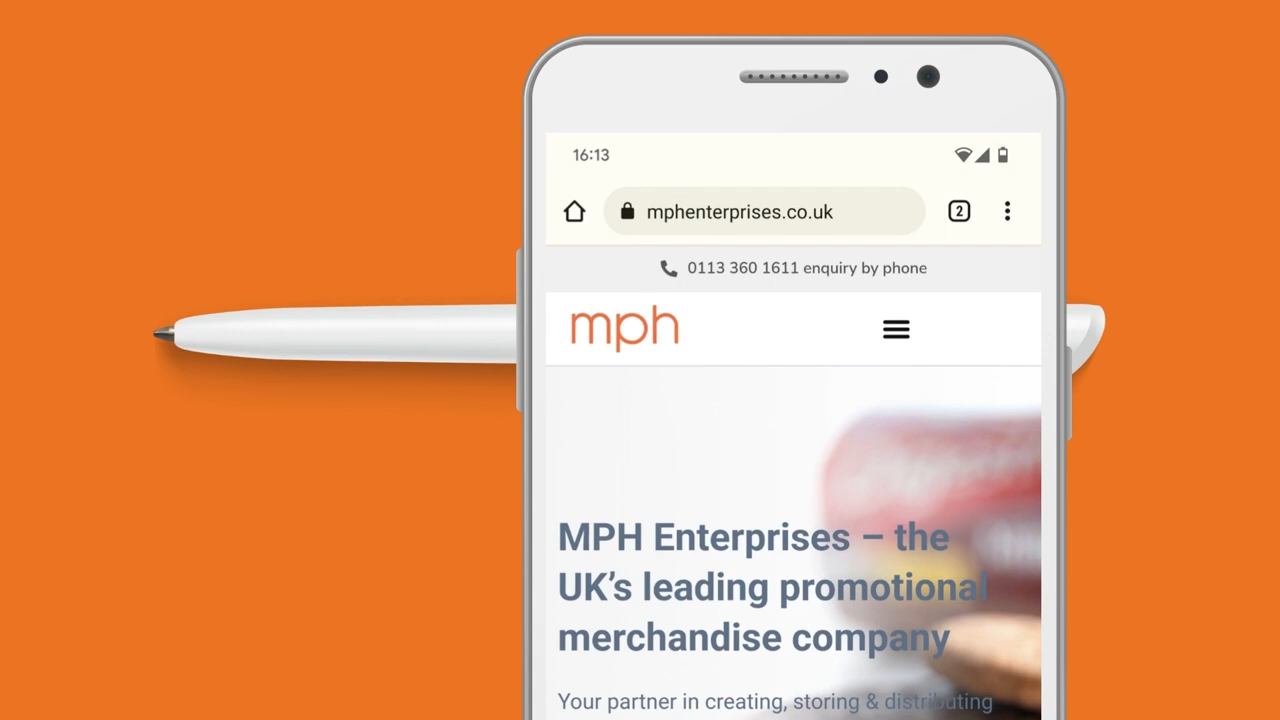 16:13
mphenterprises.co.uk
2
0113 360 1611 enquiry by phone
mph
MPH Enterprises – the
UK’s leading promotional
merchandise company
Your partner in creating, storing & distributing